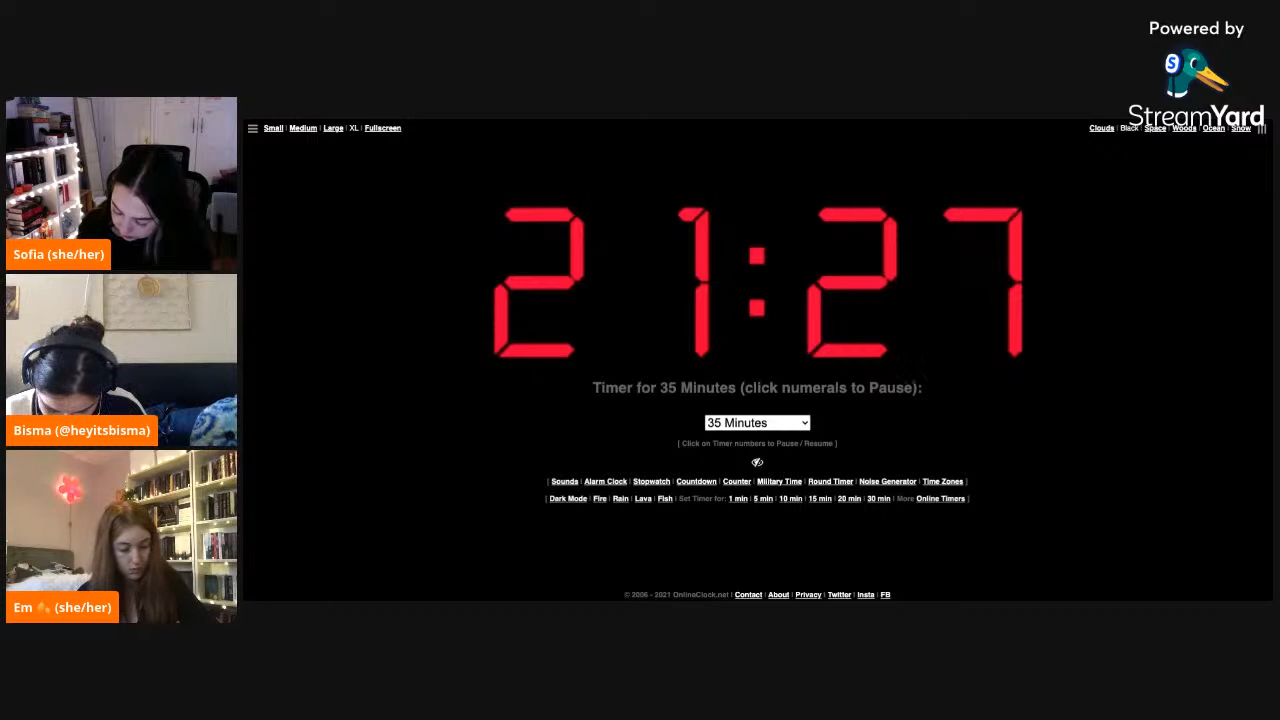 Powered by
S
StreamYard
Small | Medium | Large | XL | Fullscreen
Clouds | Black | Space | Woods | Ocean | Snow
21:27
Timer for 35 Minutes (click numerals to Pause):
35 Minutes
[ Click on Timer numbers to Pause / Resume ]
[ Sounds | Alarm Clock | Stopwatch | Countdown | Counter | Military Time | Round Timer | Noise Generator | Time Zones ]
[ Dark Mode | Fire | Rain | Lava | Fish | Set Timer for: 1 min | 5 min | 10 min | 15 min | 20 min | 30 min | More Online Timers ]
© 2006 - 2021 OnlineClock.net | Contact | About | Privacy | Twitter | Insta | FB
Sofia (she/her)
Bisma (@heyitsbisma)
Em 🍂 (she/her)